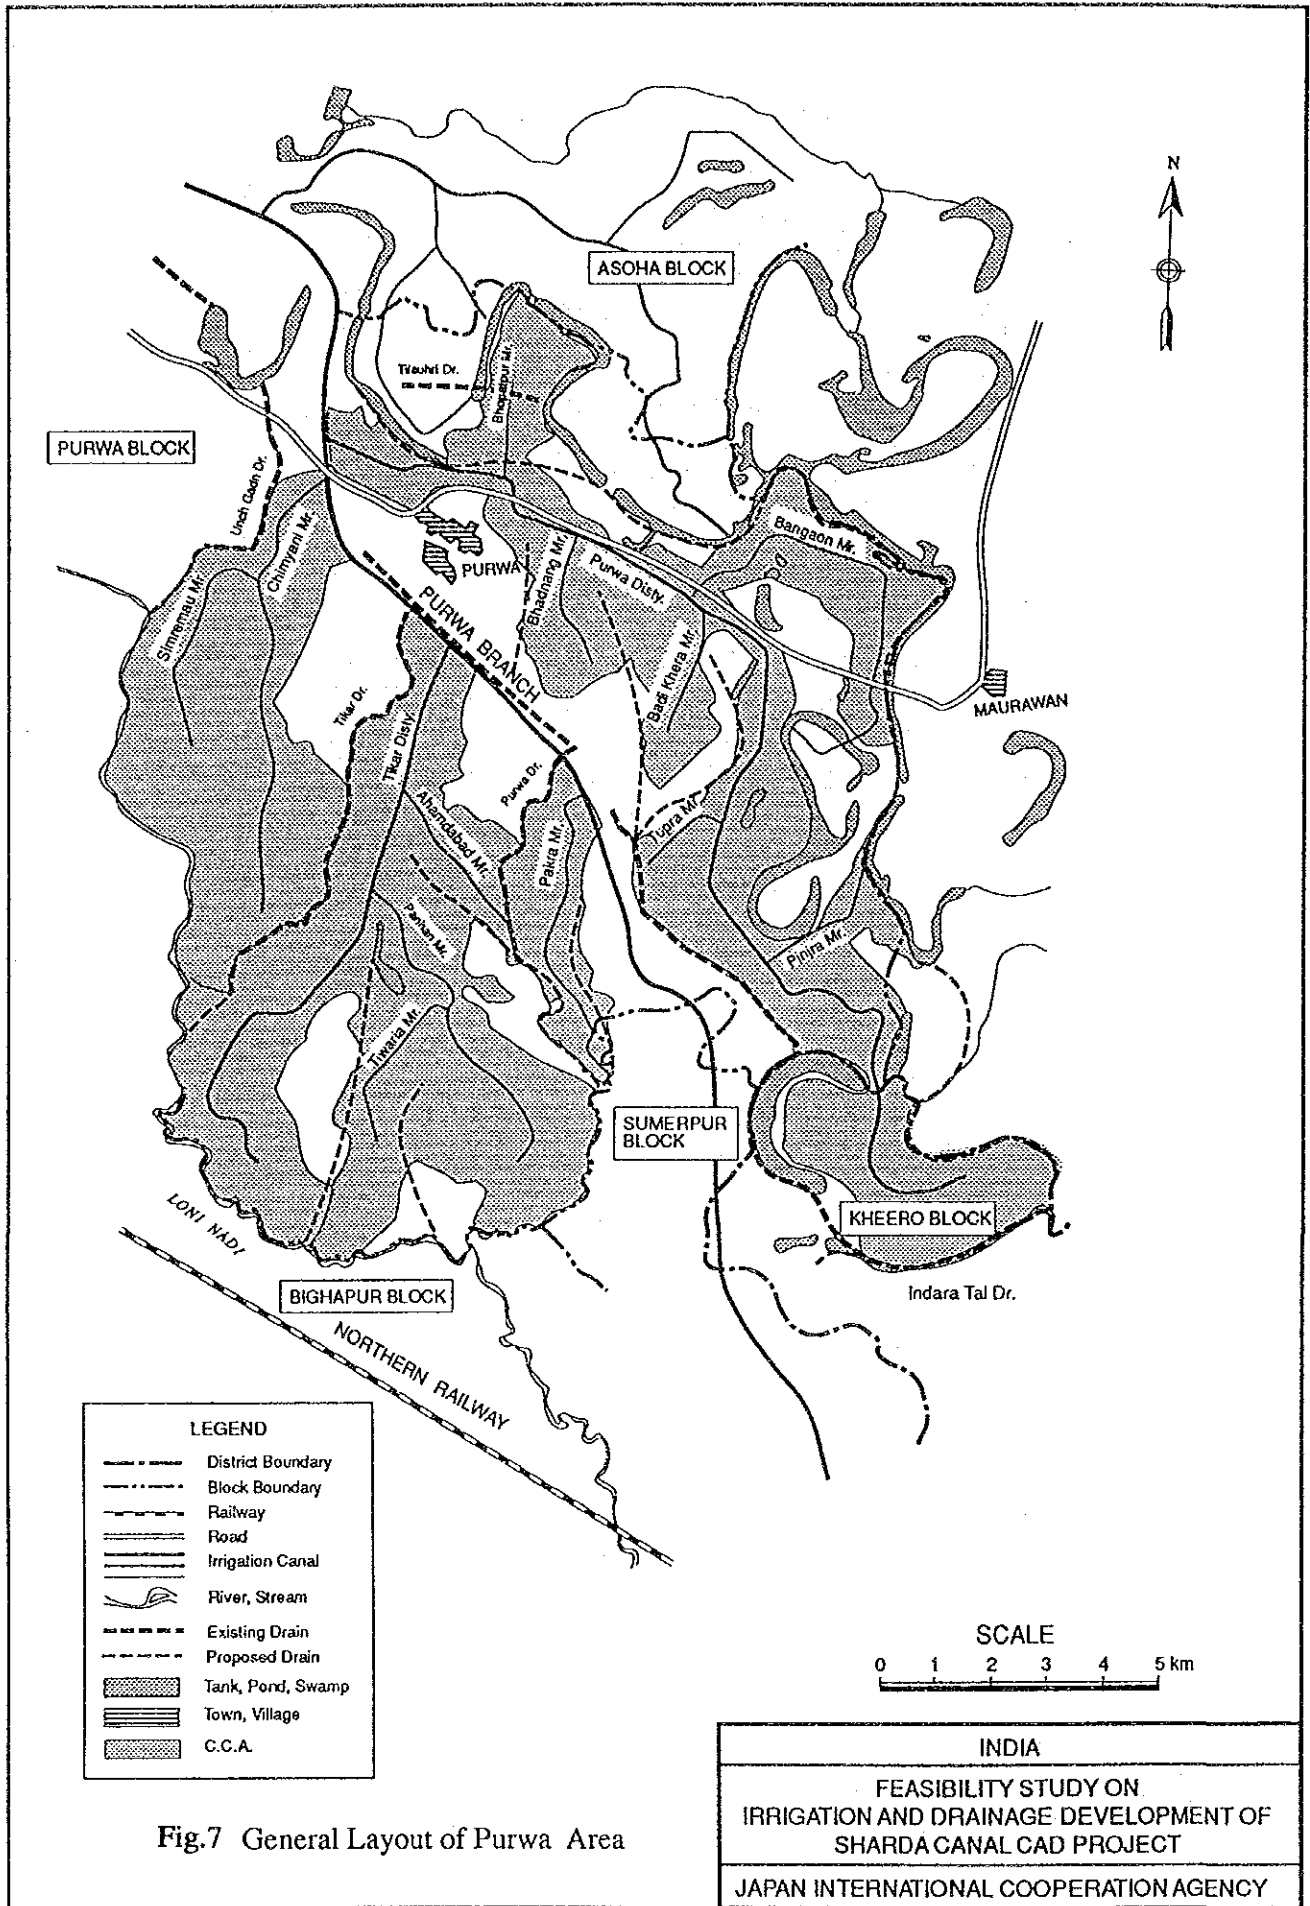 N
ASOHA BLOCK
Tilauhri Dr.
Bhopatpur Mr.
PURWA BLOCK
Unch Gaon Dr.
Chimyani Mr.
Simremau Mr.
PURWA
Bhadnang Mr.
Purwa Disty.
Bangaon Mr.
PURWA BRANCH
Badi Khera Mr.
MAURAWAN
Tikar Dr.
Tikar Disty.
Purwa Dr.
Ahamdabad Mr.
Pakra Mr.
Tupra Mr.
Panhan Mr.
Pinjra Mr.
Tiwaria Mr.
SUMERPUR
BLOCK
KHEERO BLOCK
LONI NADI
BIGHAPUR BLOCK
Indara Tal Dr.
NORTHERN RAILWAY
LEGEND
District Boundary
Block Boundary
Railway
Road
Irrigation Canal
River, Stream
Existing Drain
Proposed Drain
Tank, Pond, Swamp
Town, Village
C.C.A.
SCALE
0 1 2 3 4 5 km
Fig.7 General Layout of Purwa Area
INDIA
FEASIBILITY STUDY ON
IRRIGATION AND DRAINAGE DEVELOPMENT OF
SHARDA CANAL CAD PROJECT
JAPAN INTERNATIONAL COOPERATION AGENCY